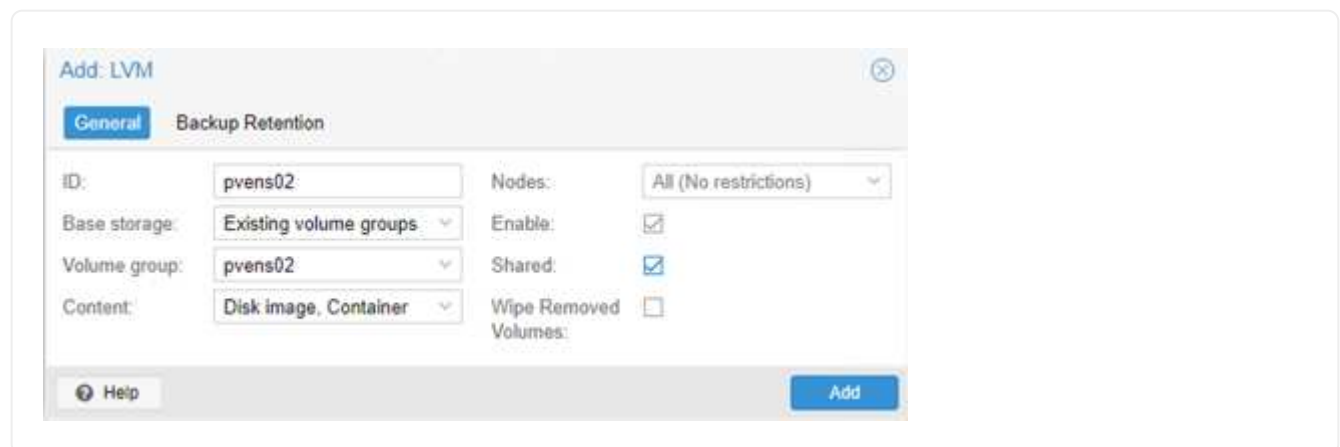 Add: LVM
General Backup Retention
ID: pvens02 Nodes: All (No restrictions)
Base storage: Existing volume groups Enable:
Volume group: pvens02 Shared:
Content: Disk image, Container Wipe Removed
Volumes:
Help Add